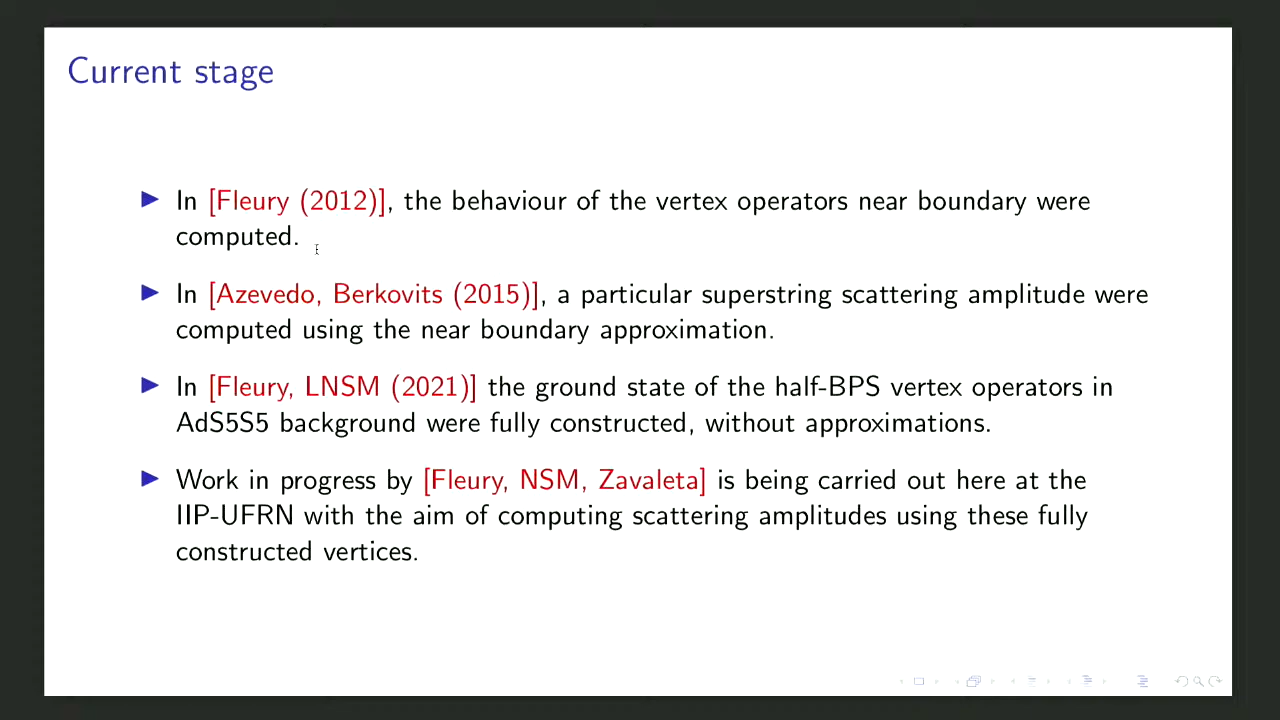 Current stage
In [Fleury (2012)], the behaviour of the vertex operators near boundary were
computed.
In [Azevedo, Berkovits (2015)], a particular superstring scattering amplitude were
computed using the near boundary approximation.
In [Fleury, LNSM (2021)] the ground state of the half-BPS vertex operators in
AdS5S5 background were fully constructed, without approximations.
Work in progress by [Fleury, NSM, Zavaleta] is being carried out here at the
IIP-UFRN with the aim of computing scattering amplitudes using these fully
constructed vertices.